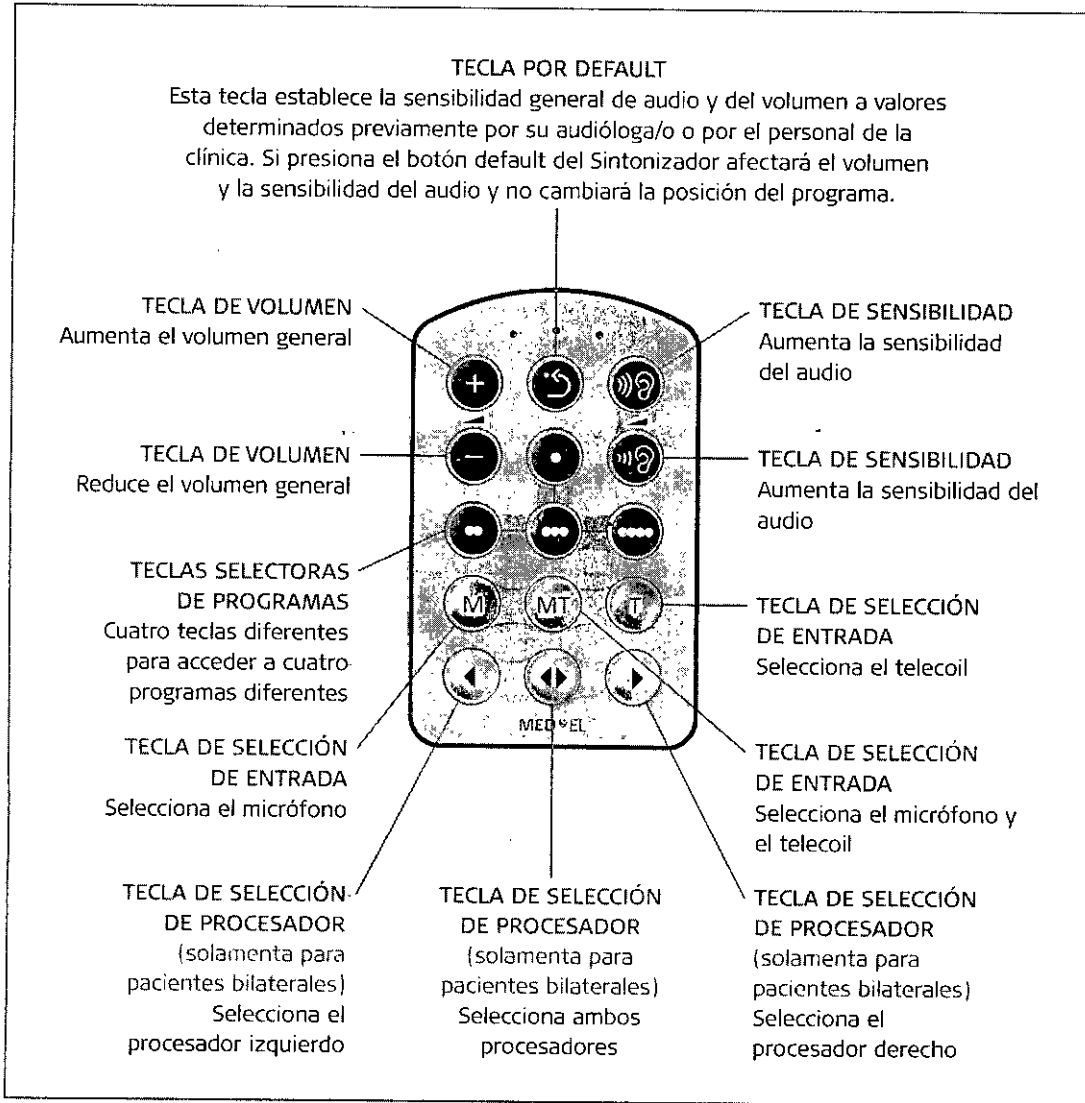 TECLA POR DEFAULT
Esta tecla establece la sensibilidad general de audio y del volumen a valores
determinados previamente por su audióloga/o o por el personal de la
clínica. Si presiona el botón default del Sintonizador afectará el volumen
y la sensibilidad del audio y no cambiará la posición del programa.
TECLA DE VOLUMEN
Aumenta el volumen general
TECLA DE SENSIBILIDAD
Aumenta la sensibilidad
del audio
TECLA DE VOLUMEN
Reduce el volumen general
TECLA DE SENSIBILIDAD
Aumenta la sensibilidad del
audio
TECLAS SELECTORAS
DE PROGRAMAS
Cuatro teclas diferentes
para acceder a cuatro
programas diferentes
M MT T
MED EL
TECLA DE SELECCIÓN
DE ENTRADA
Selecciona el telecoil
TECLA DE SELECCIÓN
DE ENTRADA
Selecciona el micrófono
TECLA DE SELECCIÓN
DE ENTRADA
Selecciona el micrófono y
el telecoil
TECLA DE SELECCIÓN
DE PROCESADOR
(solamenta para
pacientes bilaterales)
Selecciona el
procesador izquierdo
TECLA DE SELECCIÓN
DE PROCESADOR
(solamenta para
pacientes bilaterales)
Selecciona ambos
procesadores
TECLA DE SELECCIÓN
DE PROCESADOR
(solamenta para
pacientes bilaterales)
Selecciona el
procesador derecho